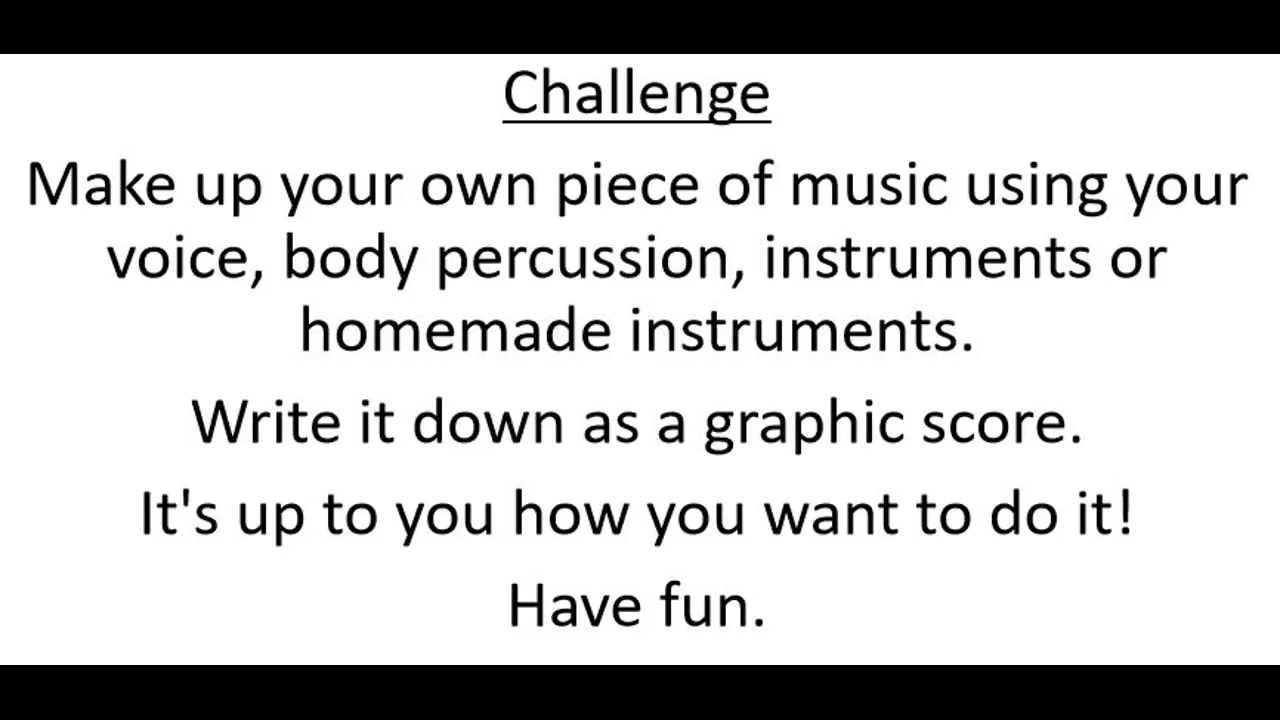 Challenge
Make up your own piece of music using your
voice, body percussion, instruments or
homemade instruments.
Write it down as a graphic score.
It's up to you how you want to do it!
Have fun.